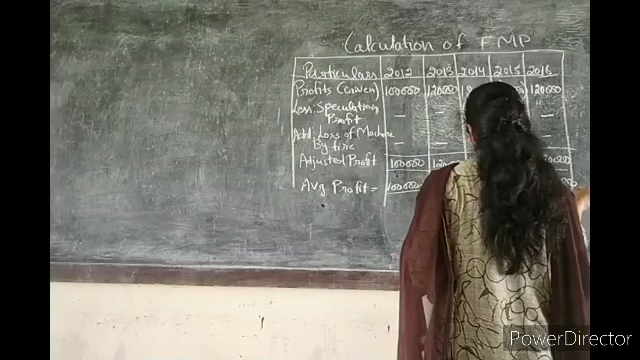 Calculation of FMP
Particulars 2012 2013 2014 2015 2016
Profits (Given) 100000 120000 120000
Less: Speculation
Profit — —
Add: Loss of Machine
By fire — —
Adjusted Profit 100000
Avg Profit =
PowerDirector